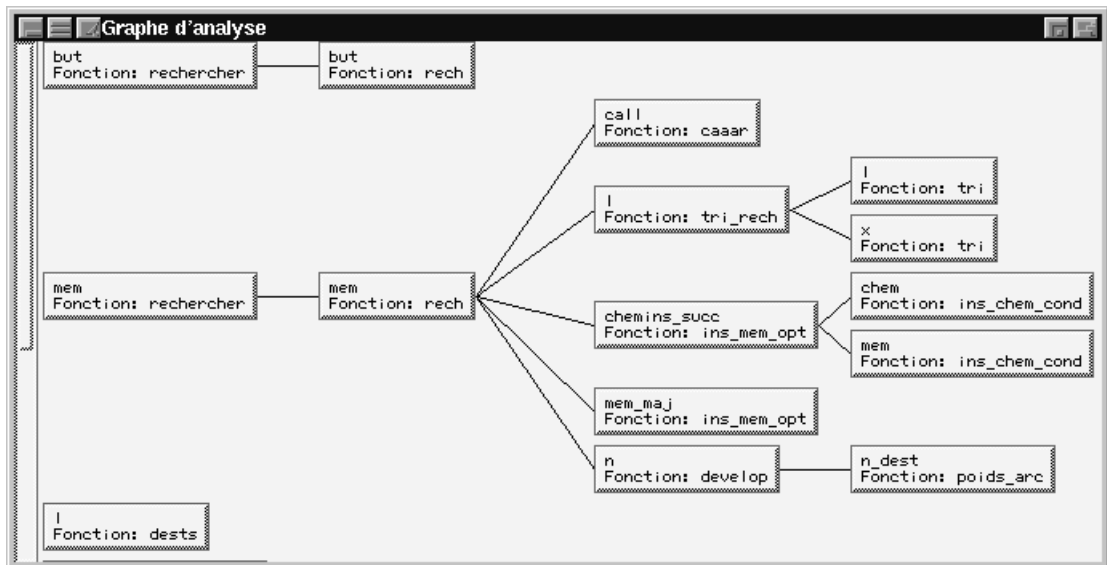 Graphe d'analyse
but
Fonction: rechercher
but
Fonction: rech
call
Fonction: caaar
l
Fonction: tri_rech
l
Fonction: tri
x
Fonction: tri
mem
Fonction: rechercher
mem
Fonction: rech
chemins_succ
Fonction: ins_mem_opt
chem
Fonction: ins_chem_cond
mem
Fonction: ins_chem_cond
mem_maj
Fonction: ins_mem_opt
n
Fonction: develop
n_dest
Fonction: poids_arc
l
Fonction: dests